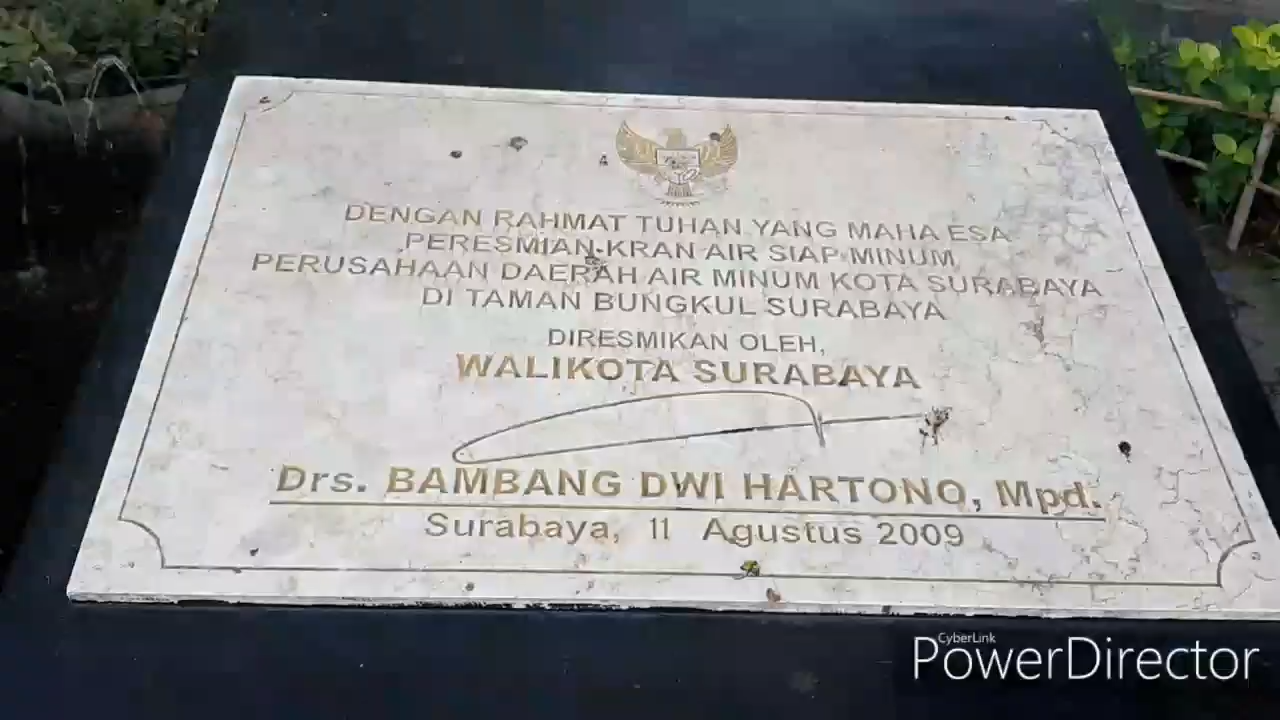 DENGAN RAHMAT TUHAN YANG MAHA ESA
PERESMIAN KRAN AIR SIAP MINUM
PERUSAHAAN DAERAH AIR MINUM KOTA SURABAYA
DI TAMAN BUNGKUL SURABAYA
DIRESMIKAN OLEH,
WALIKOTA SURABAYA
Drs. BAMBANG DWI HARTONO, Mpd.
Surabaya, 11 Agustus 2009
CyberLink
PowerDirector